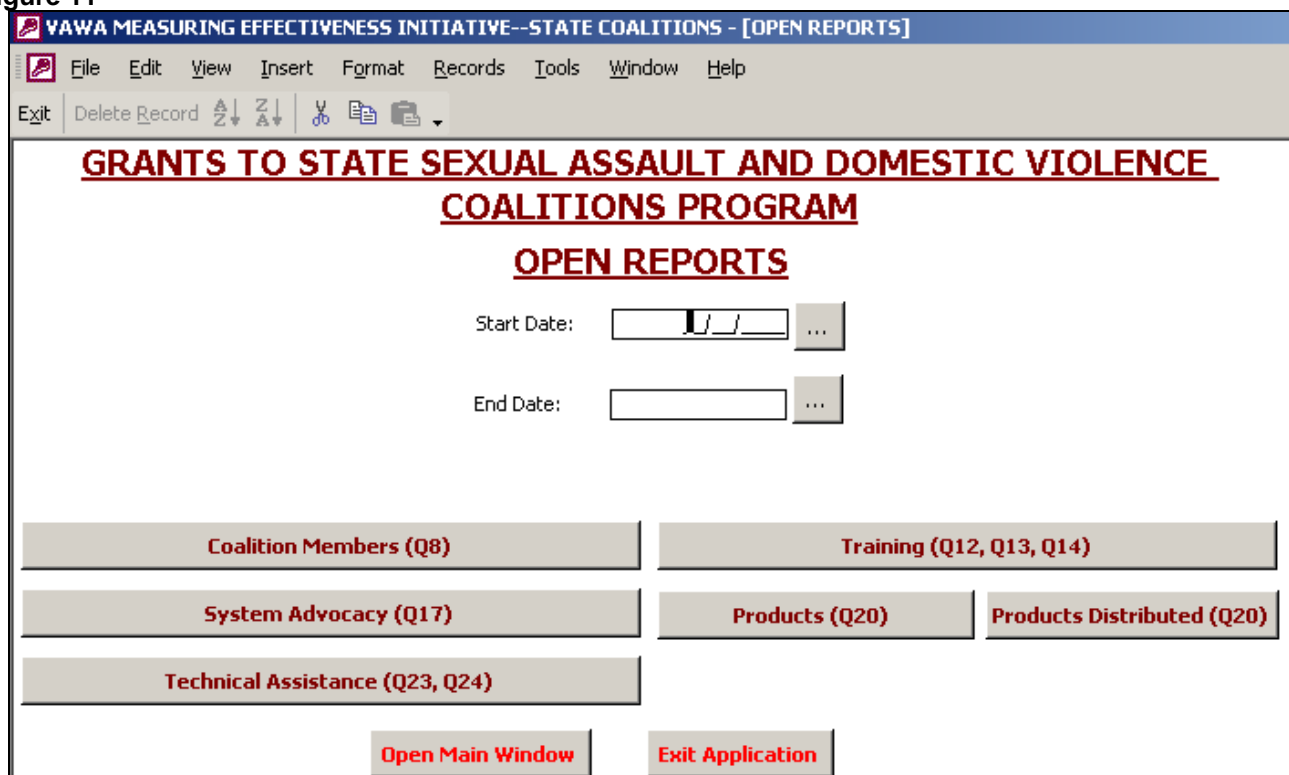 VAWA MEASURING EFFECTIVENESS INITIATIVE--STATE COALITIONS - [OPEN REPORTS]
File Edit View Insert Format Records Tools Window Help
Exit Delete Record
GRANTS TO STATE SEXUAL ASSAULT AND DOMESTIC VIOLENCE
COALITIONS PROGRAM
OPEN REPORTS
Start Date: _/__/____ ...
End Date: ...
Coalition Members (Q8) Training (Q12, Q13, Q14)
System Advocacy (Q17) Products (Q20) Products Distributed (Q20)
Technical Assistance (Q23, Q24)
Open Main Window Exit Application